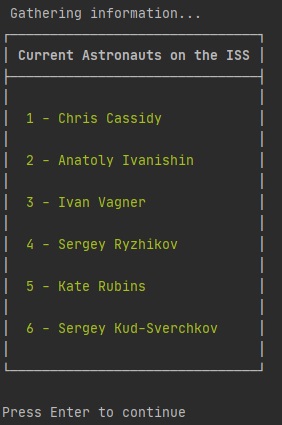 Gathering information...
Current Astronauts on the ISS
1 - Chris Cassidy
2 - Anatoly Ivanishin
3 - Ivan Vagner
4 - Sergey Ryzhikov
5 - Kate Rubins
6 - Sergey Kud-Sverchkov
Press Enter to continue